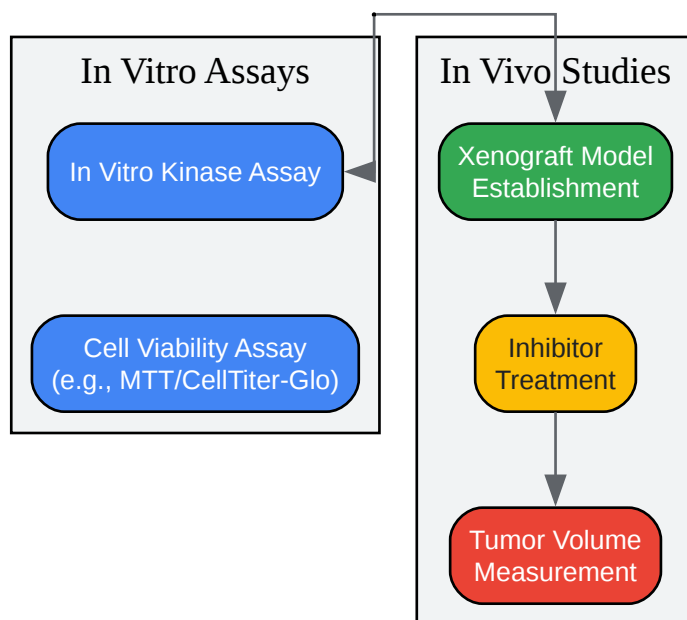 In Vitro Assays
In Vitro Kinase Assay
Cell Viability Assay
(e.g., MTT/CellTiter-Glo)
In Vivo Studies
Xenograft Model
Establishment
Inhibitor
Treatment
Tumor Volume
Measurement